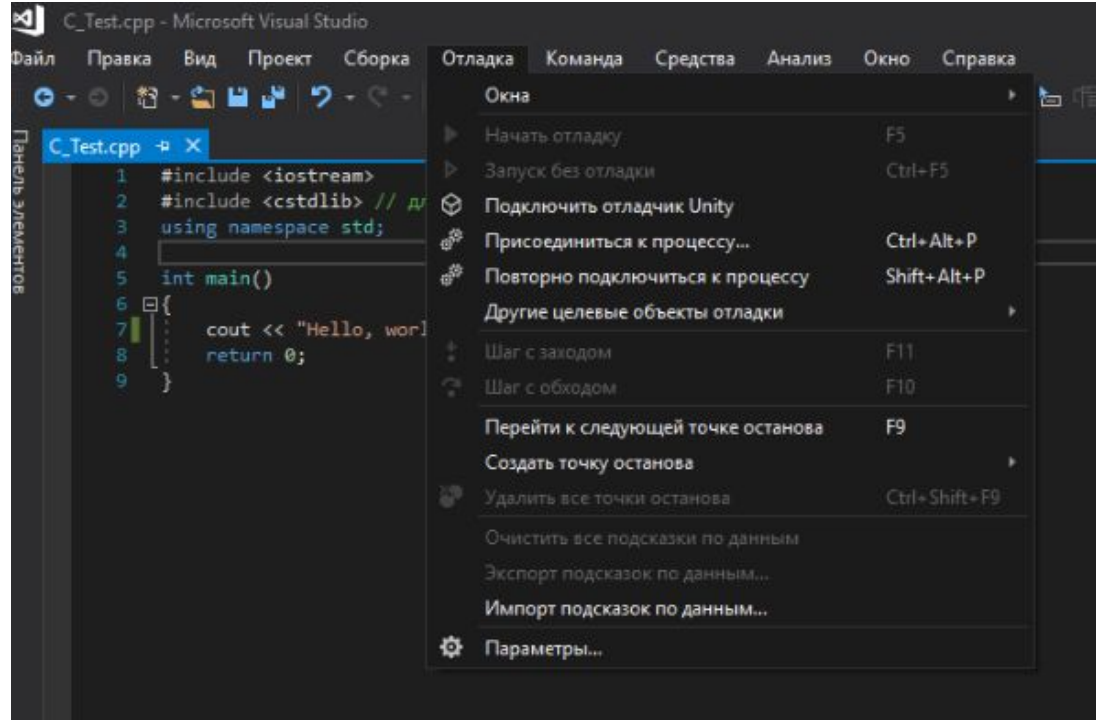 C_Test.cpp - Microsoft Visual Studio
Файл Правка Вид Проект Сборка Отладка Команда Средства Анализ Окно Справка
Панель элементов
C_Test.cpp
1 #include <iostream>
2 #include <cstdlib> // дл
3 using namespace std;
4
5 int main()
6 {
7 cout << "Hello, worl
8 return 0;
9 }
Окна
Начать отладку F5
Запуск без отладки Ctrl+F5
Подключить отладчик Unity
Присоединиться к процессу... Ctrl+Alt+P
Повторно подключиться к процессу Shift+Alt+P
Другие целевые объекты отладки
Шаг с заходом F11
Шаг с обходом F10
Перейти к следующей точке останова F9
Создать точку останова
Удалить все точки останова Ctrl+Shift+F9
Очистить все подсказки по данным
Экспорт подсказок по данным...
Импорт подсказок по данным...
Параметры...